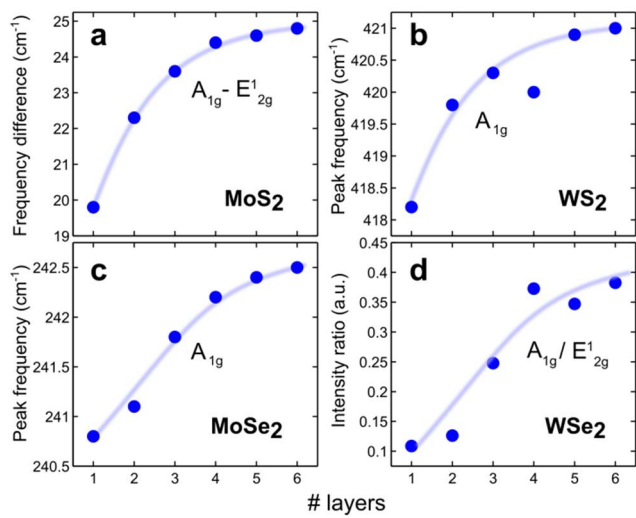 a
Frequency difference (cm⁻¹)
25
24
23
22
21
20
19
A₁g - E¹₂g
MoS₂
b
Peak frequency (cm⁻¹)
421
420.5
420
419.5
419
418.5
418
A₁g
WS₂
c
Peak frequency (cm⁻¹)
242.5
242
241.5
241
240.5
A₁g
MoSe₂
1 2 3 4 5 6
d
Intensity ratio (a.u.)
0.45
0.4
0.35
0.3
0.25
0.2
0.15
0.1
A₁g / E¹₂g
WSe₂
1 2 3 4 5 6
# layers